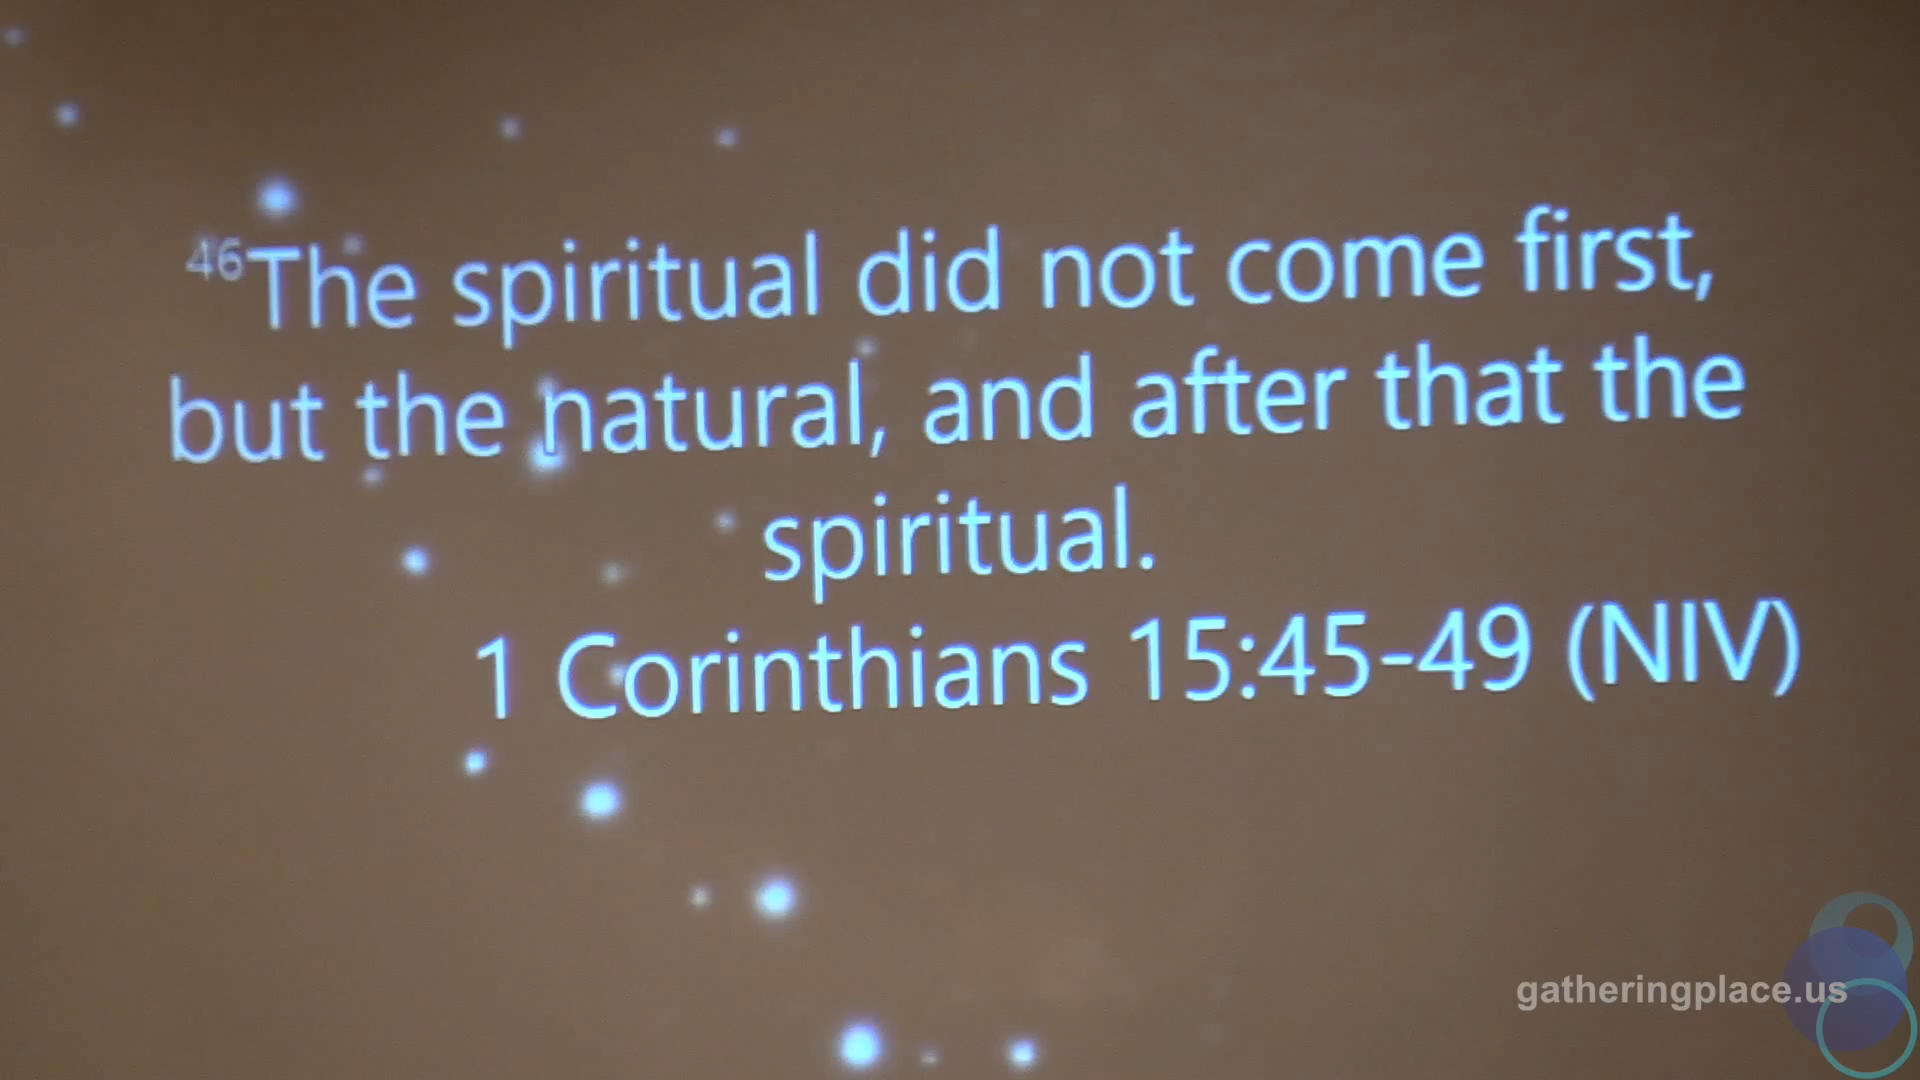 46The spiritual did not come first,
but the natural, and after that the
spiritual.
1 Corinthians 15:45-49 (NIV)
gatheringplace.us